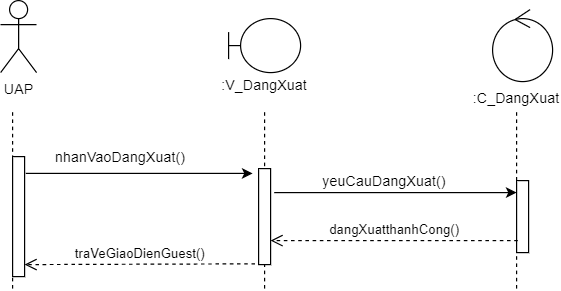 UAP
:V_DangXuat
:C_DangXuat
nhanVaoDangXuat()
yeuCauDangXuat()
dangXuatthanhCong()
traVeGiaoDienGuest()